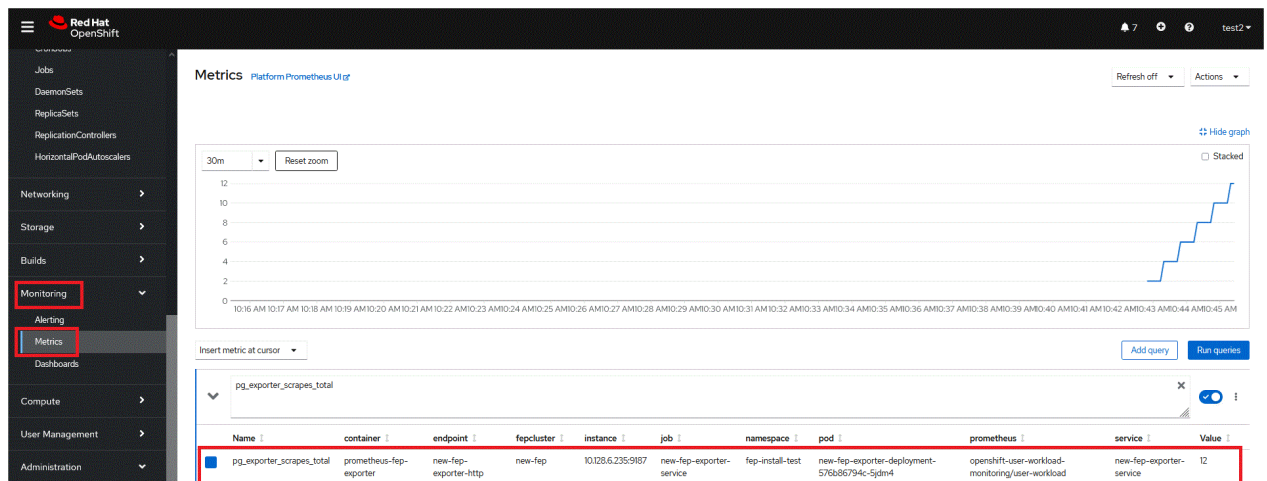 Red Hat
OpenShift
7
test2
CronJobs
Jobs
DaemonSets
ReplicaSets
ReplicationControllers
HorizontalPodAutoscalers
Networking
Storage
Builds
Monitoring
Alerting
Metrics
Dashboards
Compute
User Management
Administration
Metrics Platform Prometheus UI
Refresh off
Actions
Hide graph
30m
Reset zoom
Stacked
12
10
8
6
4
2
0
10:16 AM 10:17 AM 10:18 AM 10:19 AM 10:20 AM 10:21 AM 10:22 AM 10:23 AM 10:24 AM 10:25 AM 10:26 AM 10:27 AM 10:28 AM 10:29 AM 10:30 AM 10:31 AM 10:32 AM 10:33 AM 10:34 AM 10:35 AM 10:36 AM 10:37 AM 10:38 AM 10:39 AM 10:40 AM 10:41 AM 10:42 AM 10:43 AM 10:44 AM 10:45 AM
Insert metric at cursor
Add query
Run queries
pg_exporter_scrapes_total
Name container endpoint fepcluster instance job namespace pod prometheus service Value
pg_exporter_scrapes_total prometheus-fep- new-fep- new-fep 10.128.6.235:9187 new-fep-exporter- fep-install-test new-fep-exporter-deployment- openshift-user-workload- new-fep-exporter- 12
exporter exporter-http service 576b86794c-5jdm4 monitoring/user-workload service